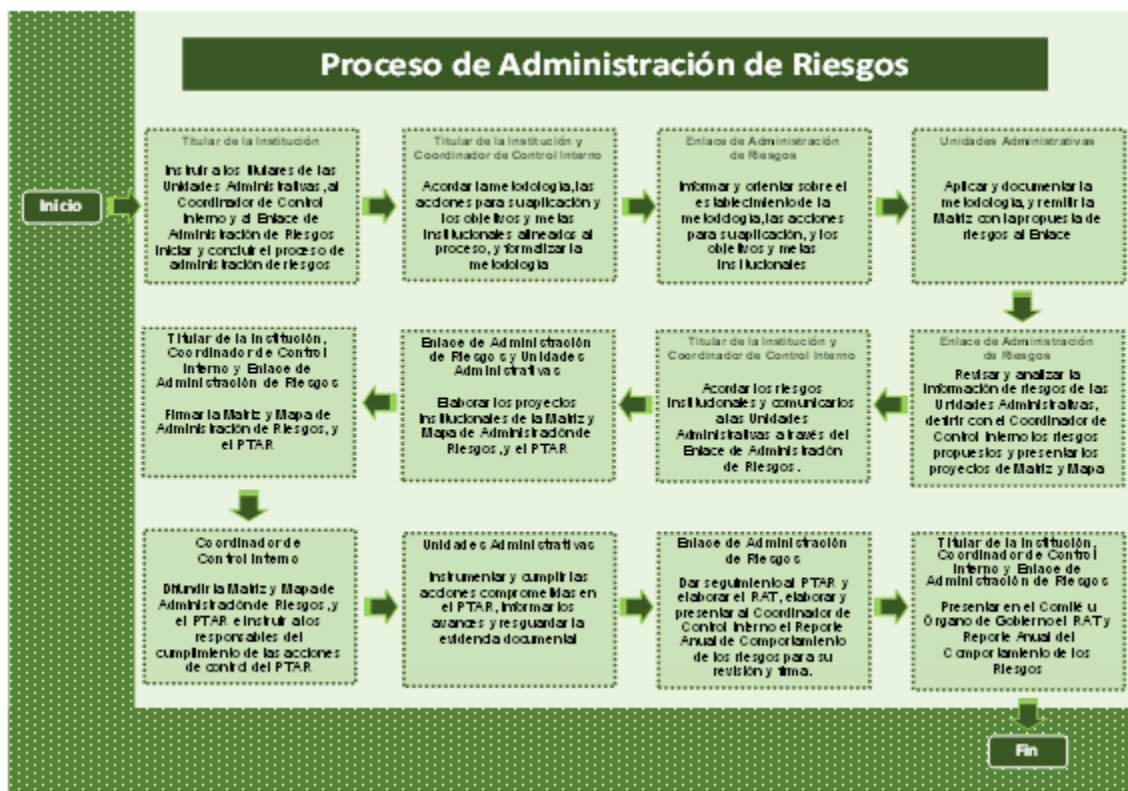 Proceso de Administración de Riesgos
Inicio
Titular de la Institución
Instruir a los titulares de las
Unidades Administrativas, al
Coordinador de Control
Interno y al Enlace de
Administración de Riesgos
Iniciar y concluir el proceso de
administración de riesgos
Titular de la Institución y
Coordinador de Control Interno
Acordar la metodología, las
acciones para su aplicación y
los objetivos y metas
Institucionales alineados al
proceso, y formalizar la
metodología
Enlace de Administración
de Riesgos
Informar y orientar sobre el
establecimiento de la
metodología, las acciones
para su aplicación, y los
objetivos y metas
Institucionales
Unidades Administrativas
Aplicar y documentar la
metodología, y remitir la
Matriz con la propuesta de
riesgos al Enlace
Enlace de Administración
de Riesgos
Revisar y analizar la
Información de riesgos de las
Unidades Administrativas,
definir con el Coordinador de
Control Interno los riesgos
propuestos y presentar los
proyectos de Matriz y Mapa
Titular de la Institución y
Coordinador de Control Interno
Acordar los riesgos
Institucionales y comunicarlos
a las Unidades
Administrativas a través del
Enlace de Administración
de Riesgos.
Enlace de Administración
de Riesgos y Unidades
Administrativas
Elaborar los proyectos
Institucionales de la Matriz y
Mapa de Administración de
Riesgos, y el PTAR
Titular de la Institución,
Coordinador de Control
Interno y Enlace de
Administración de Riesgos
Firmar la Matriz y Mapa de
Administración de Riesgos, y
el PTAR
Coordinador de
Control Interno
Difundir la Matriz y Mapa de
Administración de Riesgos, y
el PTAR e Instruir a los
responsables del
cumplimiento de las acciones
de control del PTAR
Unidades Administrativas
Instrumentar y cumplir las
acciones comprometidas en
el PTAR, Informar los
avances y resguardar la
evidencia documental
Enlace de Administración
de Riesgos
Dar seguimiento al PTAR y
elaborar el RAT, elaborar y
presentar al Coordinador de
Control Interno el Reporte
Anual de Comportamiento
de los riesgos para su
revisión y firma.
Titular de la Institución,
Coordinador de Control
Interno y Enlace de
Administración de Riesgos
Presentar en el Comité u
Órgano de Gobierno el RAT y
Reporte Anual del
Comportamiento de los
Riesgos
Fin